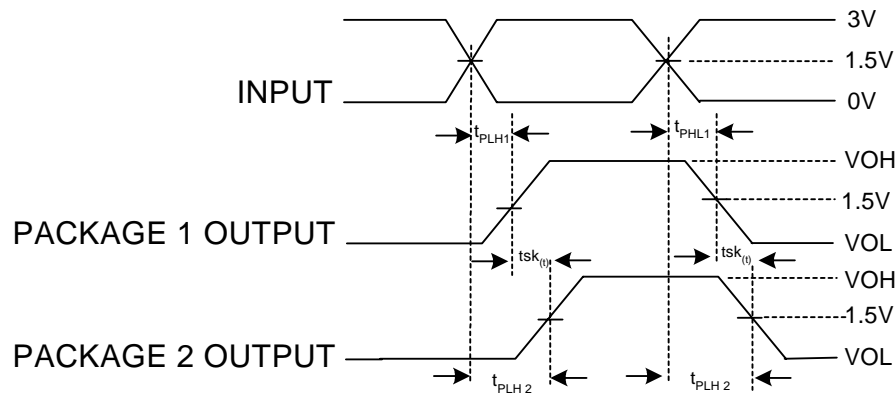 3V
1.5V
INPUT
0V
tPLH1
tPHL1
VOH
1.5V
PACKAGE 1 OUTPUT
VOL
tsk(t)
tsk(t)
VOH
1.5V
PACKAGE 2 OUTPUT
VOL
tPLH 2
tPLH 2